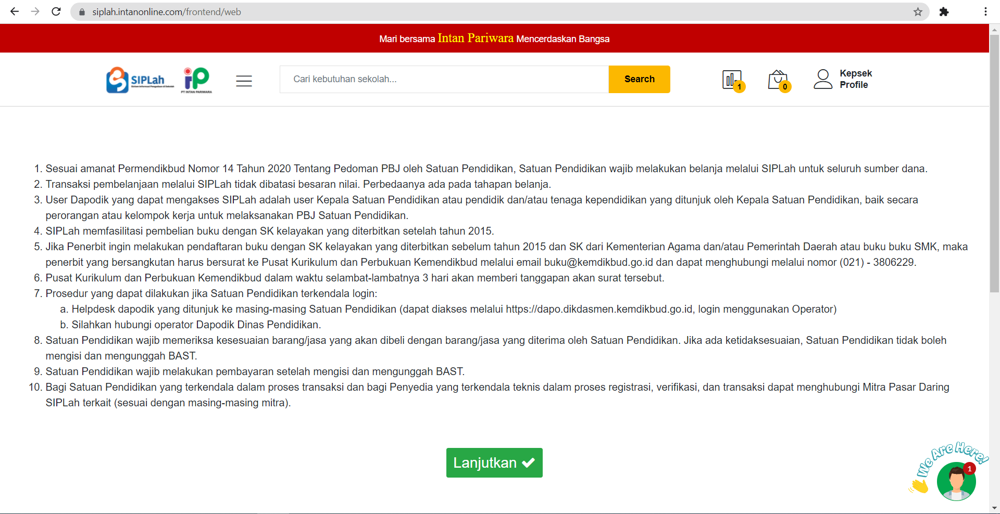 siplah.intanonline.com/frontend/web
Mari bersama Intan Pariwara Mencerdaskan Bangsa
SIPLah
Sistem Informasi Pengadaan di Sekolah
iP
PT INTAN PARIWARA
Cari kebutuhan sekolah...
Search
1
0
Kepsek
Profile
1. Sesuai amanat Permendikbud Nomor 14 Tahun 2020 Tentang Pedoman PBJ oleh Satuan Pendidikan, Satuan Pendidikan wajib melakukan belanja melalui SIPLah untuk seluruh sumber dana.
2. Transaksi pembelanjaan melalui SIPLah tidak dibatasi besaran nilai. Perbedaanya ada pada tahapan belanja.
3. User Dapodik yang dapat mengakses SIPLah adalah user Kepala Satuan Pendidikan atau pendidik dan/atau tenaga kependidikan yang ditunjuk oleh Kepala Satuan Pendidikan, baik secara
perorangan atau kelompok kerja untuk melaksanakan PBJ Satuan Pendidikan.
4. SIPLah memfasilitasi pembelian buku dengan SK kelayakan yang diterbitkan setelah tahun 2015.
5. Jika Penerbit ingin melakukan pendaftaran buku dengan SK kelayakan yang diterbitkan sebelum tahun 2015 dan SK dari Kementerian Agama dan/atau Pemerintah Daerah atau buku buku SMK, maka
penerbit yang bersangkutan harus bersurat ke Pusat Kurikulum dan Perbukuan Kemendikbud melalui email buku@kemdikbud.go.id dan dapat menghubungi melalui nomor (021) - 3806229.
6. Pusat Kurikulum dan Perbukuan Kemendikbud dalam waktu selambat-lambatnya 3 hari akan memberi tanggapan akan surat tersebut.
7. Prosedur yang dapat dilakukan jika Satuan Pendidikan terkendala login:
a. Helpdesk dapodik yang ditunjuk ke masing-masing Satuan Pendidikan (dapat diakses melalui https://dapo.dikdasmen.kemdikbud.go.id, login menggunakan Operator)
b. Silahkan hubungi operator Dapodik Dinas Pendidikan.
8. Satuan Pendidikan wajib memeriksa kesesuaian barang/jasa yang akan dibeli dengan barang/jasa yang diterima oleh Satuan Pendidikan. Jika ada ketidaksesuaian, Satuan Pendidikan tidak boleh
mengisi dan mengunggah BAST.
9. Satuan Pendidikan wajib melakukan pembayaran setelah mengisi dan mengunggah BAST.
10. Bagi Satuan Pendidikan yang terkendala dalam proses transaksi dan bagi Penyedia yang terkendala teknis dalam proses registrasi, verifikasi, dan transaksi dapat menghubungi Mitra Pasar Daring
SIPLah terkait (sesuai dengan masing-masing mitra).
Lanjutkan
We Are Here!
1